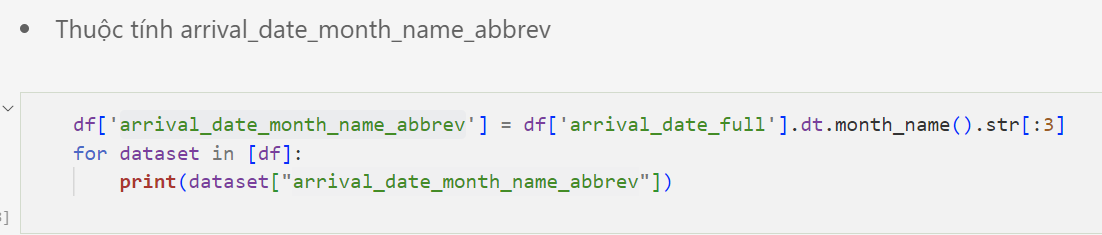 Thuộc tính arrival_date_month_name_abbrev
df['arrival_date_month_name_abbrev'] = df['arrival_date_full'].dt.month_name().str[:3]
for dataset in [df]:
    print(dataset["arrival_date_month_name_abbrev"])
]